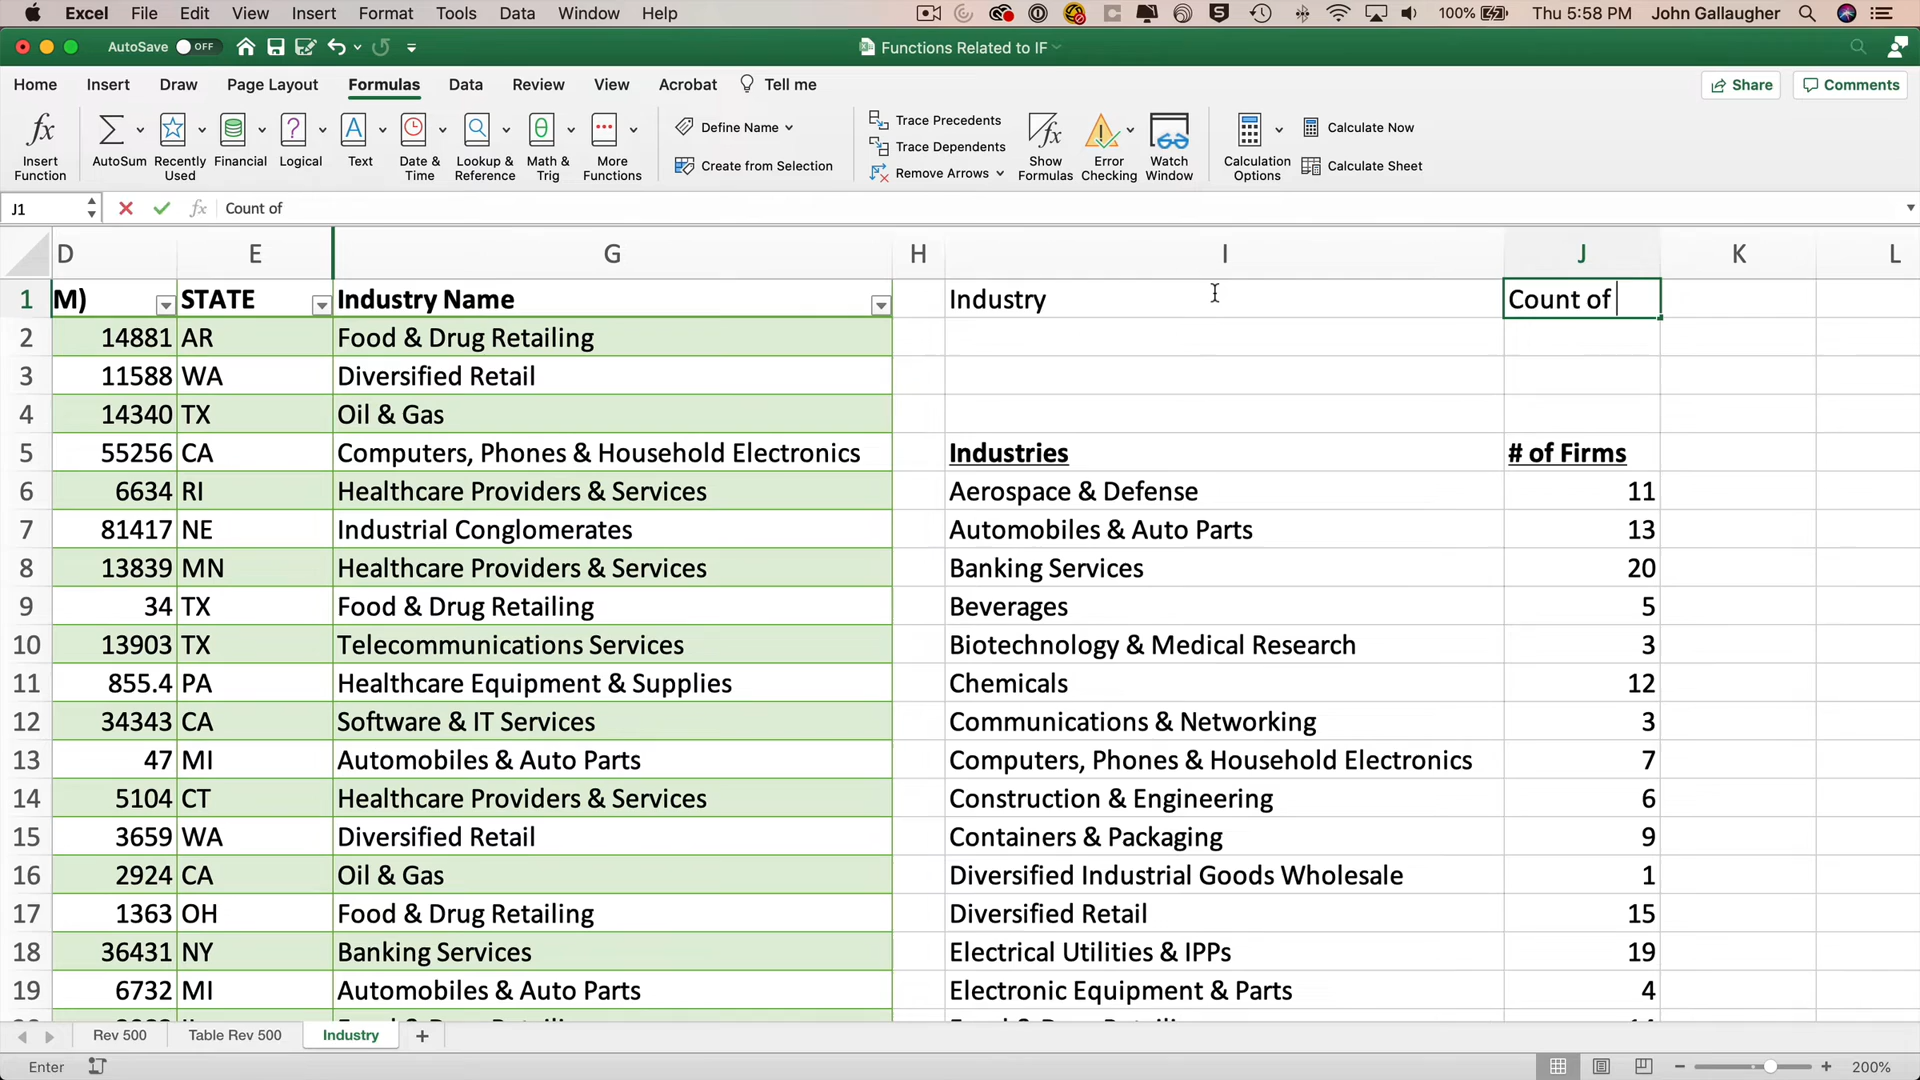 Excel File Edit View Insert Format Tools Data Window Help 100% Thu 5:58 PM John Gallaugher
AutoSave OFF Functions Related to IF
Home Insert Draw Page Layout Formulas Data Review View Acrobat Tell me Share Comments
Insert Function AutoSum Recently Used Financial Logical Text Date & Time Lookup & Reference Math & Trig More Functions
Define Name
Create from Selection
Trace Precedents
Trace Dependents
Remove Arrows
Show Formulas Error Checking Watch Window Calculation Options
Calculate Now
Calculate Sheet
J1 fx Count of
D E G H I J K L
1 M) STATE Industry Name Industry Count of
2 14881 AR Food & Drug Retailing
3 11588 WA Diversified Retail
4 14340 TX Oil & Gas
5 55256 CA Computers, Phones & Household Electronics Industries # of Firms
6 6634 RI Healthcare Providers & Services Aerospace & Defense 11
7 81417 NE Industrial Conglomerates Automobiles & Auto Parts 13
8 13839 MN Healthcare Providers & Services Banking Services 20
9 34 TX Food & Drug Retailing Beverages 5
10 13903 TX Telecommunications Services Biotechnology & Medical Research 3
11 855.4 PA Healthcare Equipment & Supplies Chemicals 12
12 34343 CA Software & IT Services Communications & Networking 3
13 47 MI Automobiles & Auto Parts Computers, Phones & Household Electronics 7
14 5104 CT Healthcare Providers & Services Construction & Engineering 6
15 3659 WA Diversified Retail Containers & Packaging 9
16 2924 CA Oil & Gas Diversified Industrial Goods Wholesale 1
17 1363 OH Food & Drug Retailing Diversified Retail 15
18 36431 NY Banking Services Electrical Utilities & IPPs 19
19 6732 MI Automobiles & Auto Parts Electronic Equipment & Parts 4
Rev 500 Table Rev 500 Industry +
Enter 200%